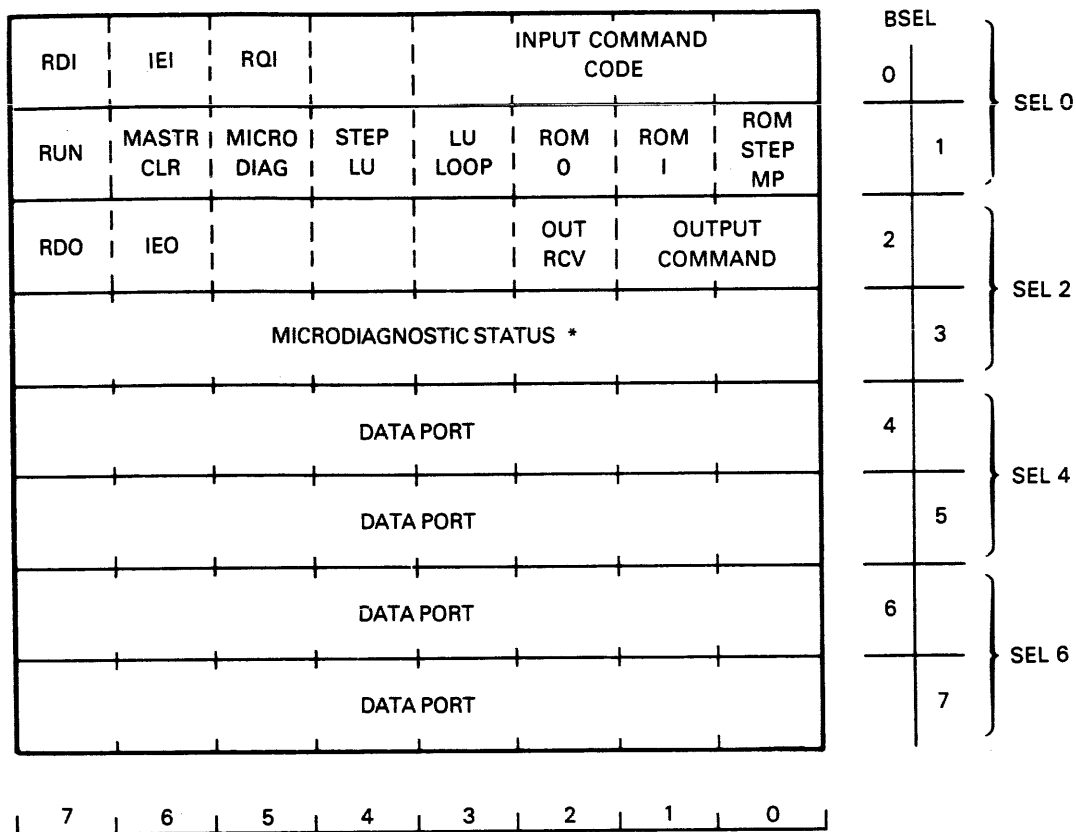 BSEL
RDI IEI RQI INPUT COMMAND CODE 0
SEL 0
RUN MASTR CLR MICRO DIAG STEP LU LU LOOP ROM 0 ROM I ROM STEP MP 1
RDO IEO OUT RCV OUTPUT COMMAND 2
SEL 2
MICRODIAGNOSTIC STATUS * 3
DATA PORT 4
SEL 4
DATA PORT 5
DATA PORT 6
SEL 6
DATA PORT 7
7 6 5 4 3 2 1 0